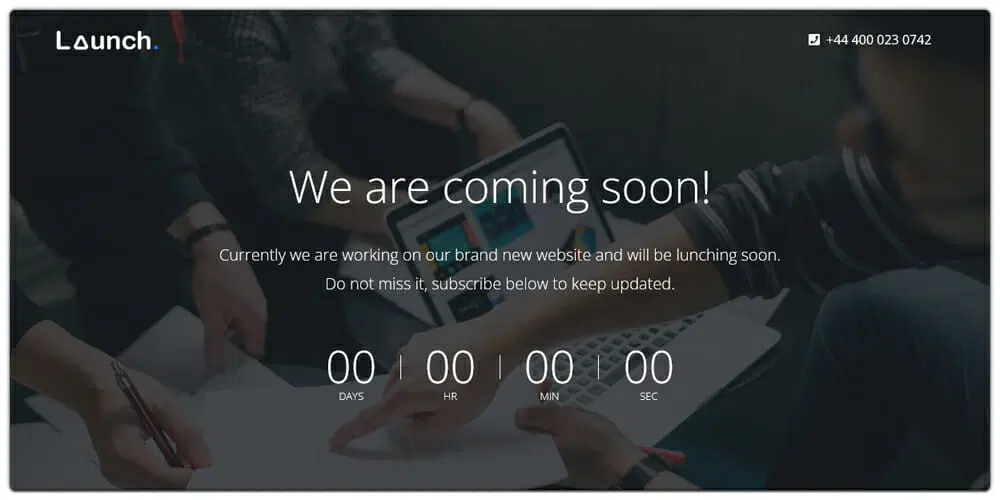 Launch.
+44 400 023 0742
We are coming soon!
Currently we are working on our brand new website and will be lunching soon.
Do not miss it, subscribe below to keep updated.
00 00 00 00
DAYS HR MIN SEC